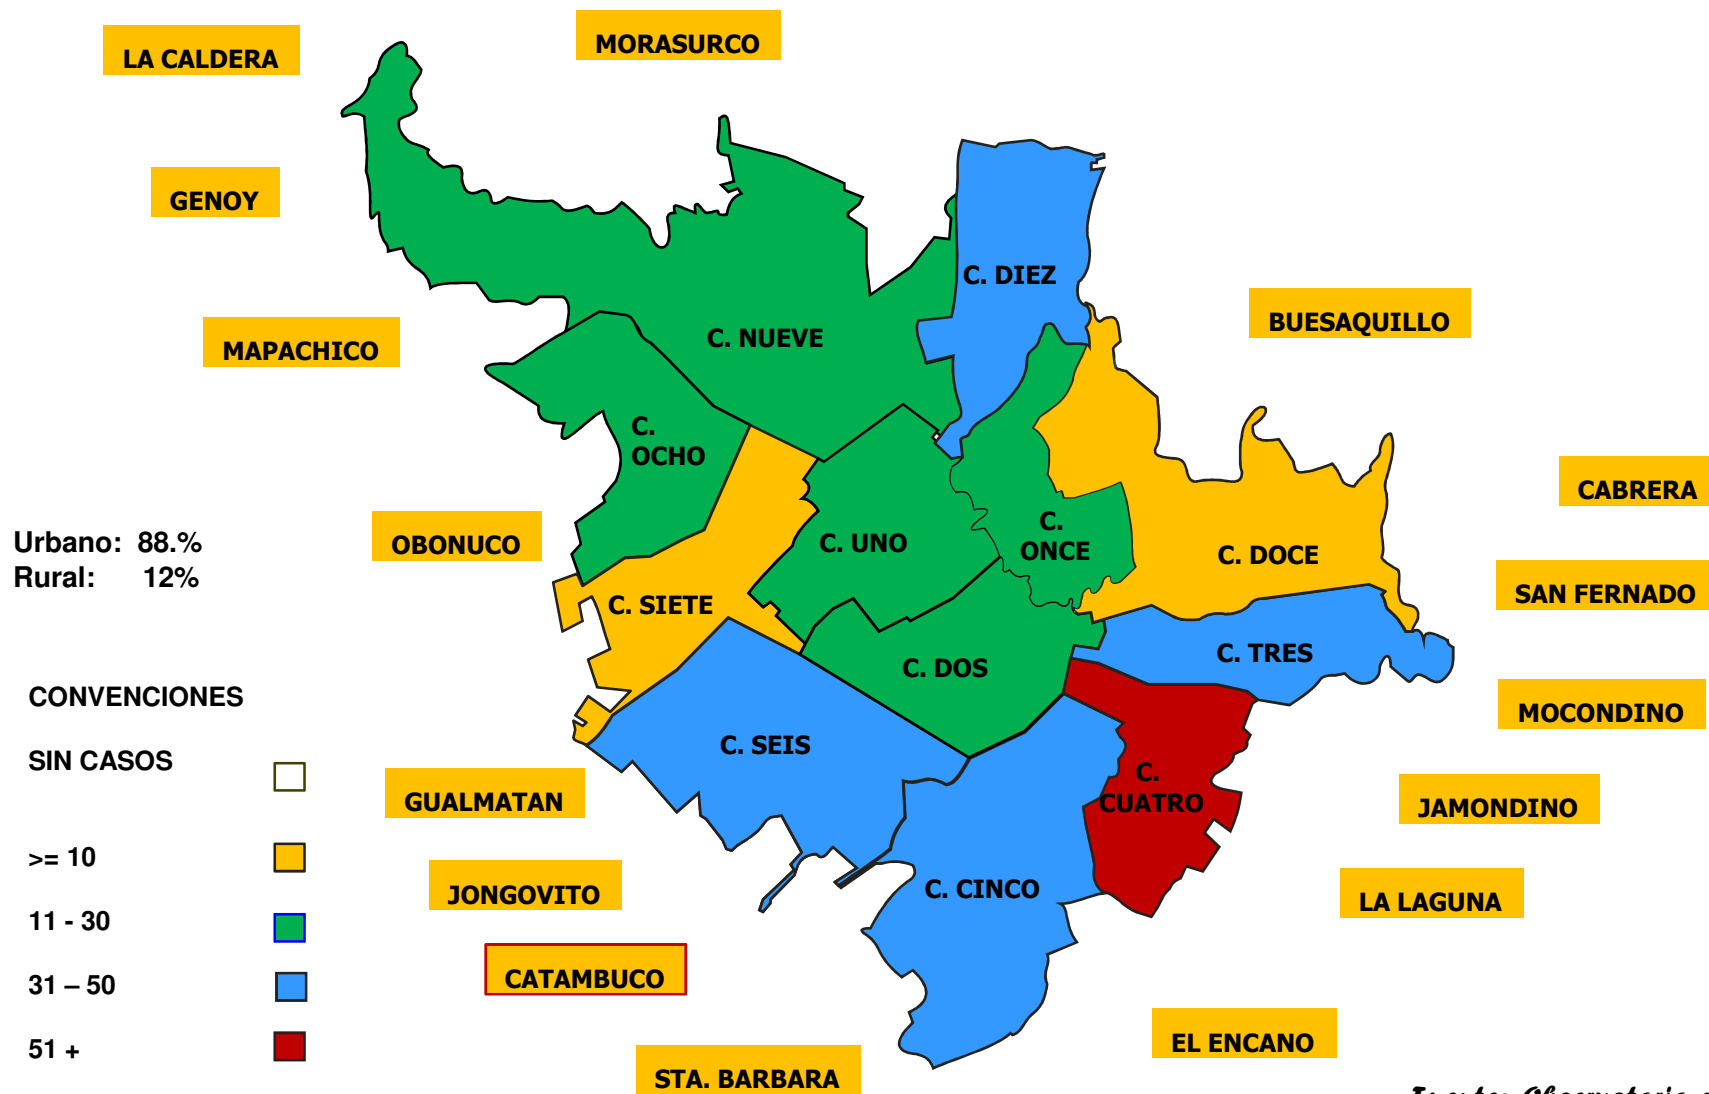 LA CALDERA
MORASURCO
GENOY
C. DIEZ
MAPACHICO
C. NUEVE
BUESAQUILLO
C.
OCHO
CABRERA
OBONUCO
C. UNO
C.
ONCE
C. DOCE
Urbano: 88.%
Rural: 12%
C. SIETE
SAN FERNADO
C. DOS
C. TRES
CONVENCIONES
MOCONDINO
SIN CASOS
C. SEIS
C.
CUATRO
GUALMATAN
JAMONDINO
>= 10
JONGOVITO
C. CINCO
LA LAGUNA
11 - 30
CATAMBUCO
31 – 50
51 +
EL ENCANO
STA. BARBARA